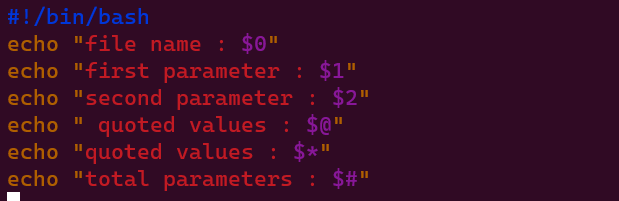 #!/bin/bash
echo "file name : $0"
echo "first parameter : $1"
echo "second parameter : $2"
echo " quoted values : $@"
echo "quoted values : $*"
echo "total parameters : $#"